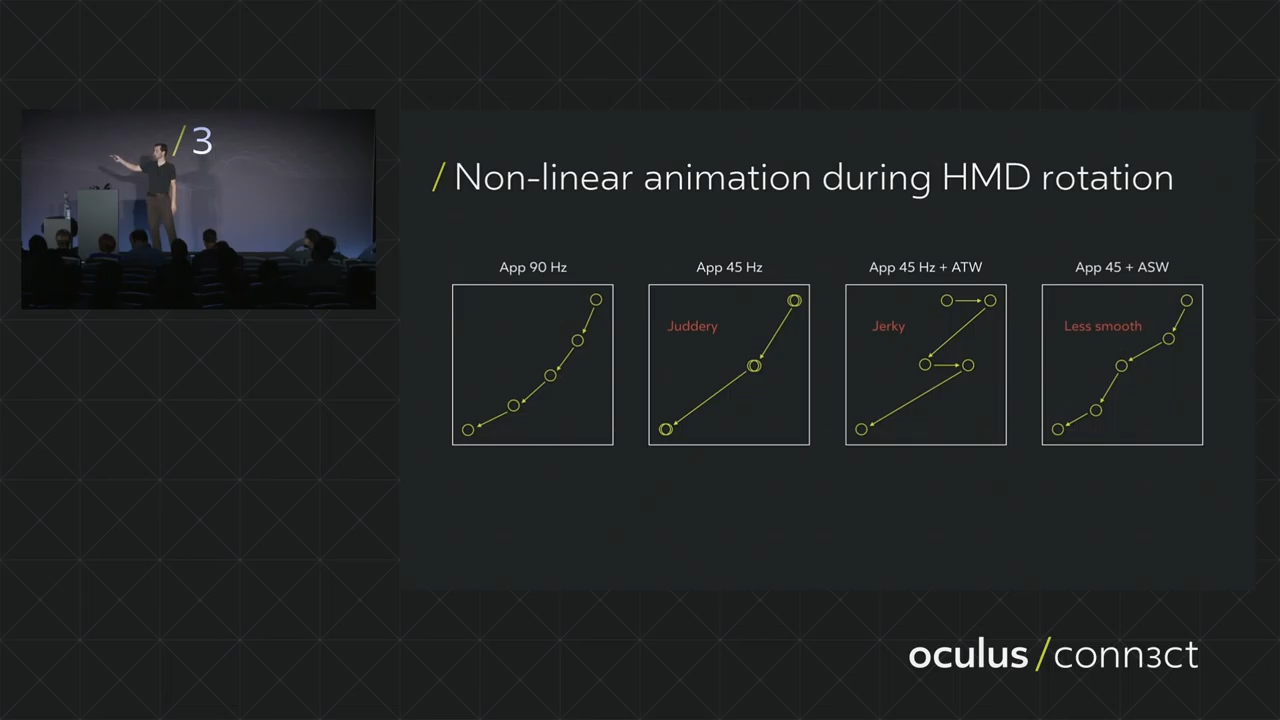 /3
/ Non-linear animation during HMD rotation
App 90 Hz
App 45 Hz
App 45 Hz + ATW
App 45 + ASW
Juddery
Jerky
Less smooth
oculus /conn3ct